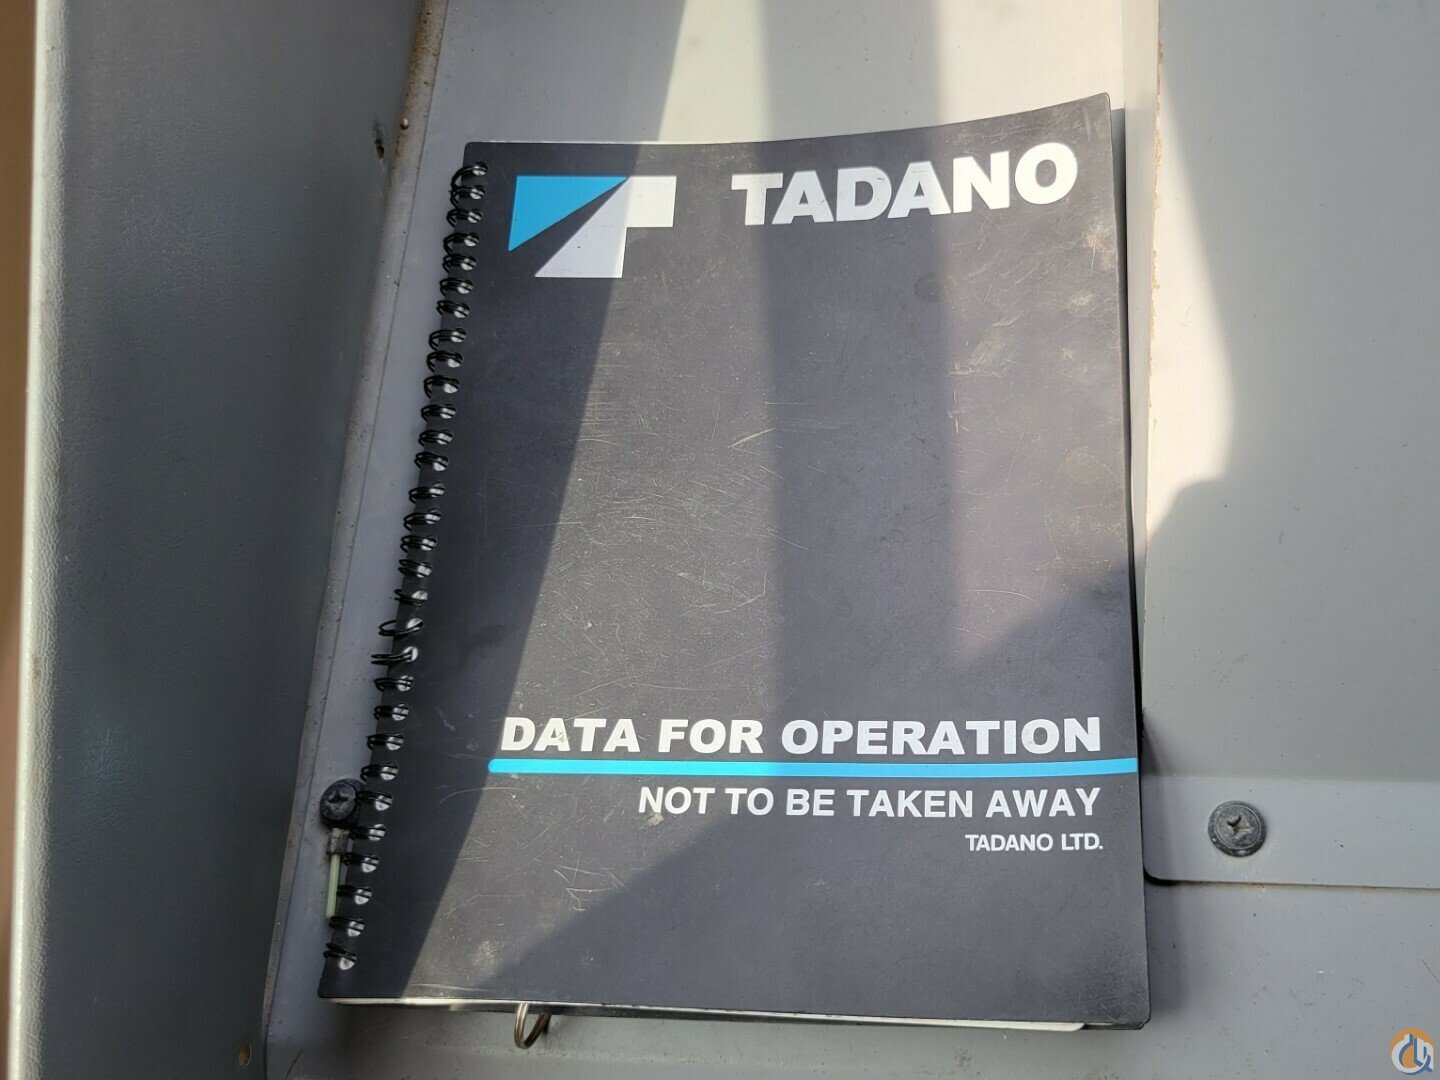 TADANO
DATA FOR OPERATION
NOT TO BE TAKEN AWAY
TADANO LTD.